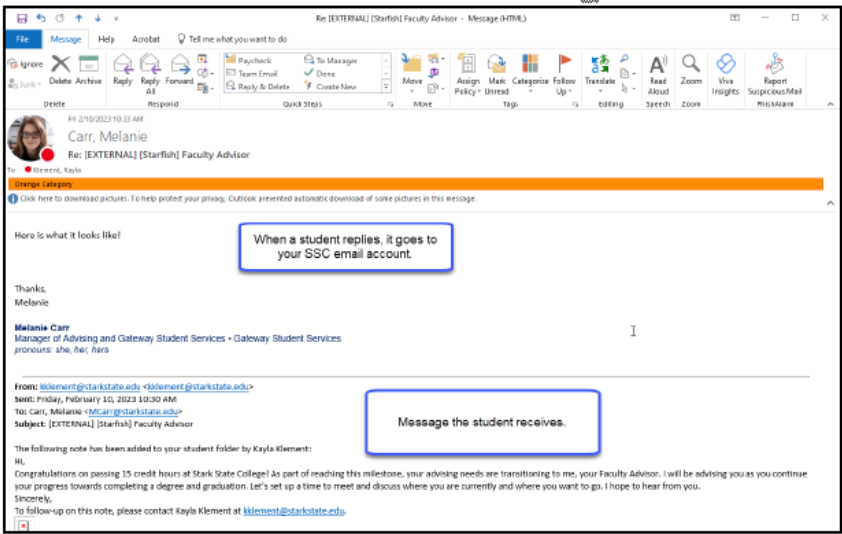 Re: [EXTERNAL] [Starfish] Faculty Advisor - Message (HTML)
File Message Help Acrobat Tell me what you want to do
Ignore
Junk
Delete Archive
Reply Reply All Forward
Paycheck To Manager
Team Email Done
Reply & Delete Create New
Move
Assign Policy Mark Unread Categorize Follow Up
Translate
Read Aloud
Zoom
Viva Insights
Report Suspicious Mail
Delete Respond Quick Steps Move Tags Editing Speech Zoom PhishAlarm
Fri 2/10/2023 10:33 AM
Carr, Melanie
Re: [EXTERNAL] [Starfish] Faculty Advisor
To Klement, Kayla
Orange Category
Click here to download pictures. To help protect your privacy, Outlook prevented automatic download of some pictures in this message.
Here is what it looks like!
When a student replies, it goes to
your SSC email account.
Thanks,
Melanie
Melanie Carr
Manager of Advising and Gateway Student Services • Gateway Student Services
pronouns: she, her, hers
From: kklement@starkstate.edu <kklement@starkstate.edu>
Sent: Friday, February 10, 2023 10:30 AM
To: Carr, Melanie <MCarr@starkstate.edu>
Subject: [EXTERNAL] [Starfish] Faculty Advisor
Message the student receives.
The following note has been added to your student folder by Kayla Klement:
Hi,
Congratulations on passing 15 credit hours at Stark State College! As part of reaching this milestone, your advising needs are transitioning to me, your Faculty Advisor. I will be advising you as you continue
your progress towards completing a degree and graduation. Let's set up a time to meet and discuss where you are currently and where you want to go. I hope to hear from you.
Sincerely,
To follow-up on this note, please contact Kayla Klement at kklement@starkstate.edu.